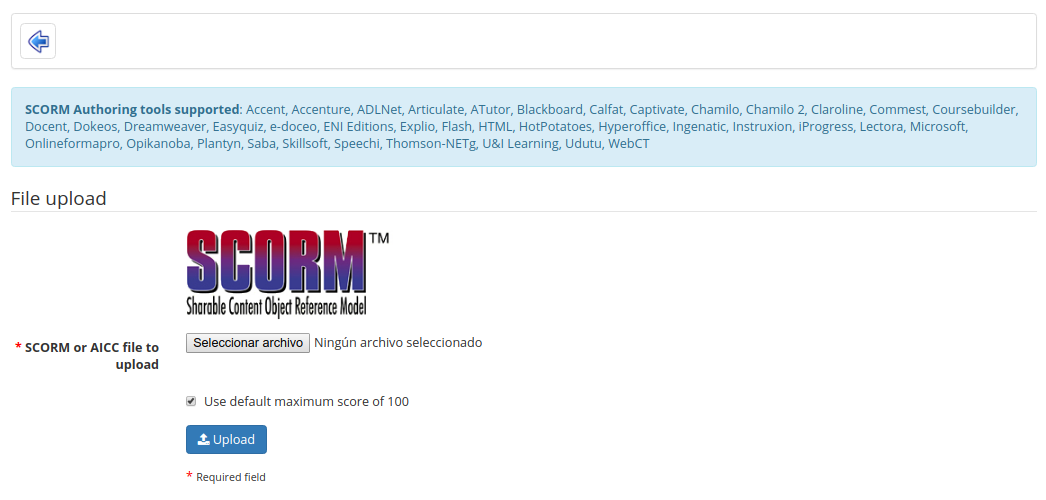 SCORM Authoring tools supported: Accent, Accenture, ADLNet, Articulate, ATutor, Blackboard, Calfat, Captivate, Chamilo, Chamilo 2, Claroline, Commest, Coursebuilder,
Docent, Dokeos, Dreamweaver, Easyquiz, e-doceo, ENI Editions, Explio, Flash, HTML, HotPotatoes, Hyperoffice, Ingenatic, Instruxion, iProgress, Lectora, Microsoft,
Onlineformapro, Opikanoba, Plantyn, Saba, Skillsoft, Speechi, Thomson-NETg, U&I Learning, Udutu, WebCT
File upload
SCORM™
Sharable Content Object Reference Model
* SCORM or AICC file to
upload
Seleccionar archivo Ningún archivo seleccionado
Use default maximum score of 100
Upload
* Required field